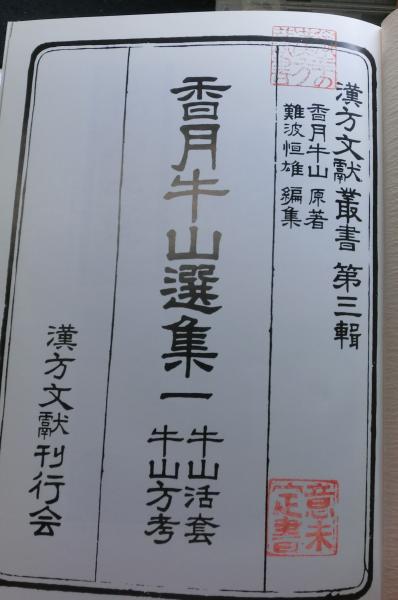 漢方文献叢書 第三輯
香月牛山 原著
難波恒雄 編集
香月牛山選集一
牛山活套
牛山方考
漢方文献刊行会